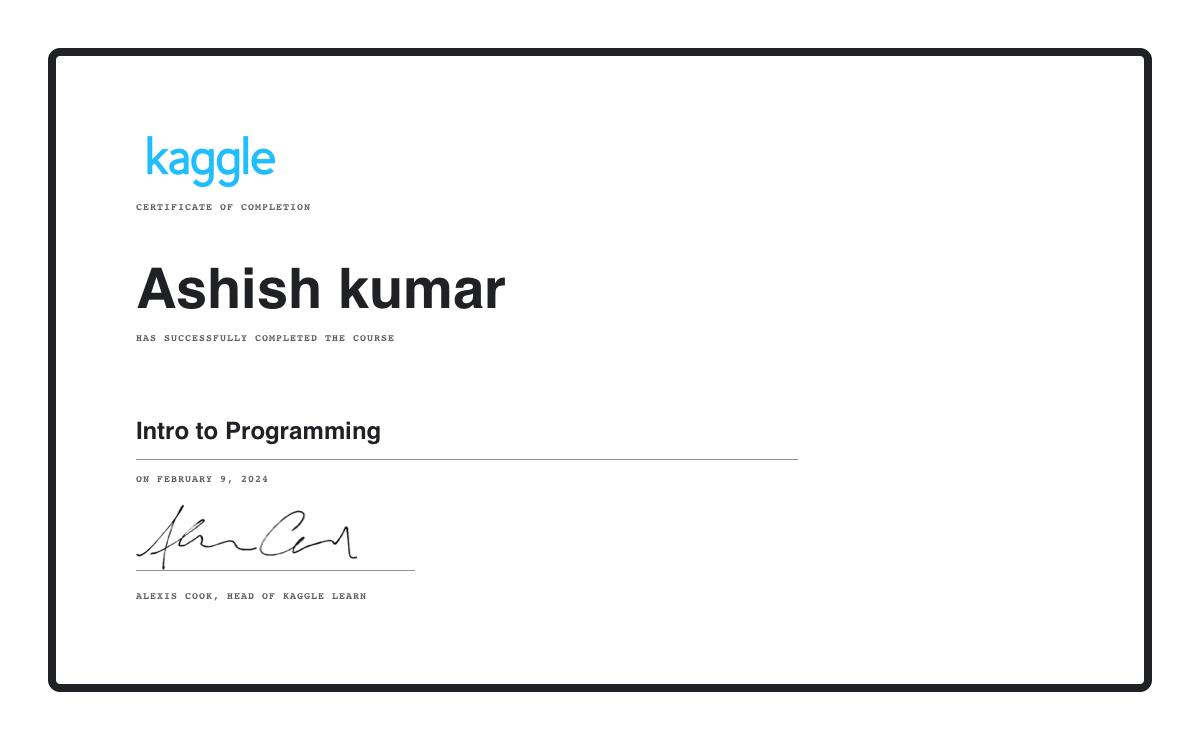 kaggle
CERTIFICATE OF COMPLETION
Ashish kumar
HAS SUCCESSFULLY COMPLETED THE COURSE
Intro to Programming
ON FEBRUARY 9, 2024
ALEXIS COOK, HEAD OF KAGGLE LEARN